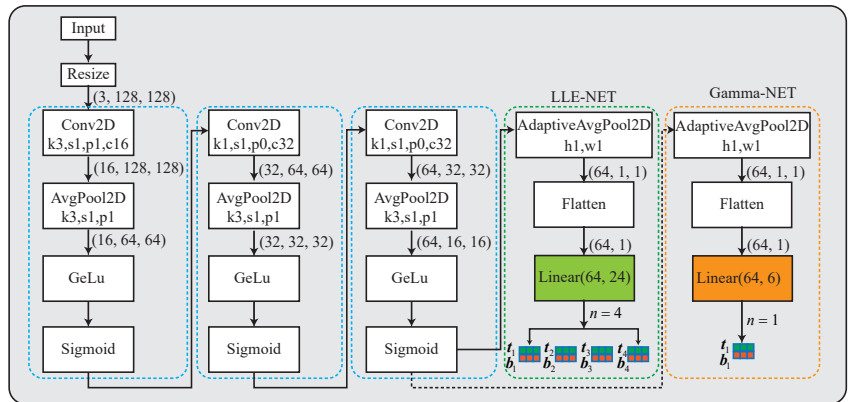 Input
Resize
(3, 128, 128)
Conv2D
k3,s1,p1,c16
(16, 128, 128)
AvgPool2D
k3,s1,p1
(16, 64, 64)
GeLu
Sigmoid
Conv2D
k1,s1,p0,c32
(32, 64, 64)
AvgPool2D
k3,s1,p1
(32, 32, 32)
GeLu
Sigmoid
Conv2D
k1,s1,p0,c32
(64, 32, 32)
AvgPool2D
k3,s1,p1
(64, 16, 16)
GeLu
Sigmoid
LLE-NET
AdaptiveAvgPool2D
h1,w1
(64, 1, 1)
Flatten
(64, 1)
Linear(64, 24)
n = 4
t1 t2 t3 t4
b1 b2 b3 b4
Gamma-NET
AdaptiveAvgPool2D
h1,w1
(64, 1, 1)
Flatten
(64, 1)
Linear(64, 6)
n = 1
t1
b1